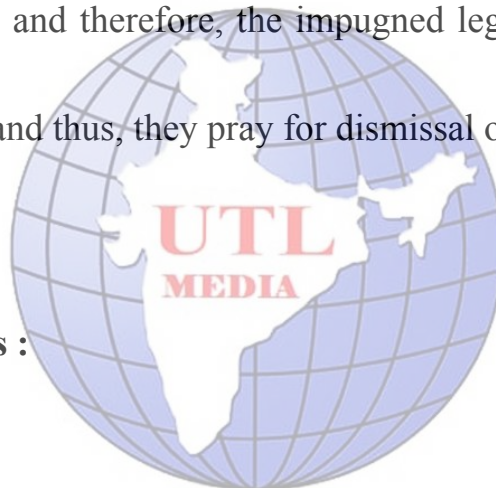 and therefore, the impugned leg
and thus, they pray for dismissal o
UTL
MEDIA
s :